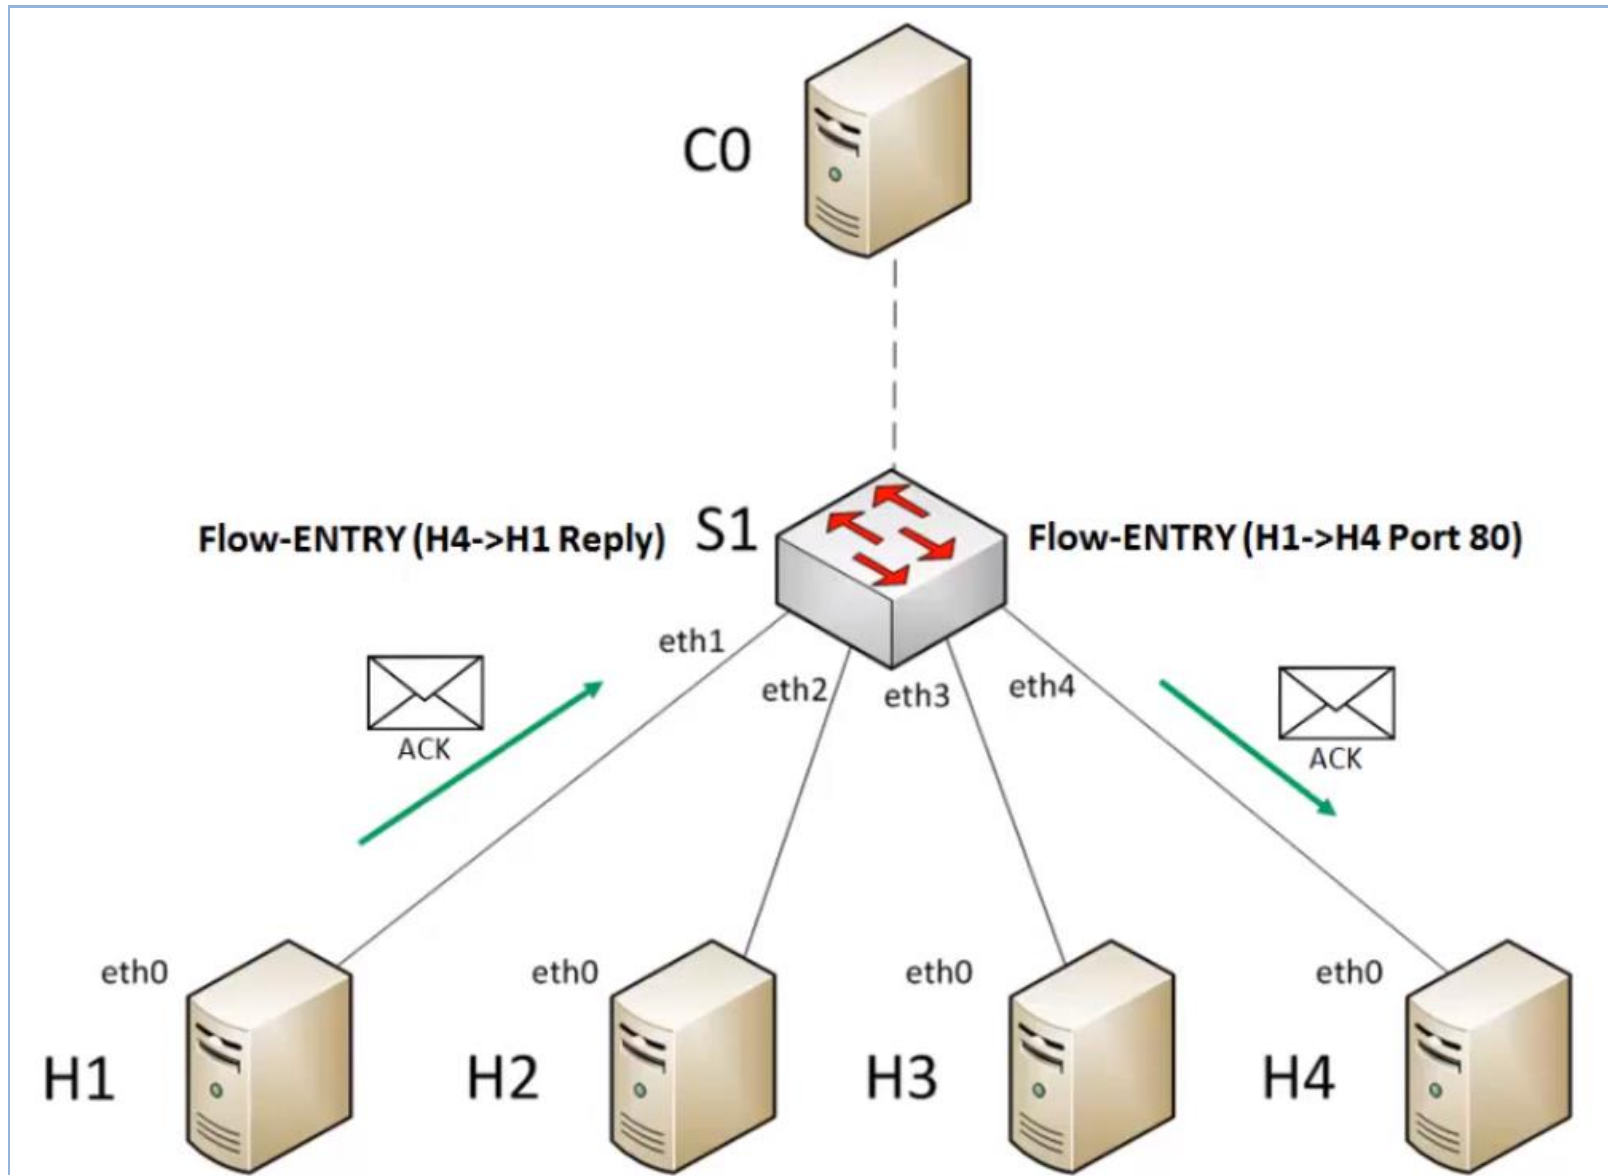 C0
Flow-ENTRY (H4->H1 Reply)
S1
Flow-ENTRY (H1->H4 Port 80)
eth1
eth2
eth3
eth4
ACK
ACK
eth0
eth0
eth0
eth0
H1
H2
H3
H4